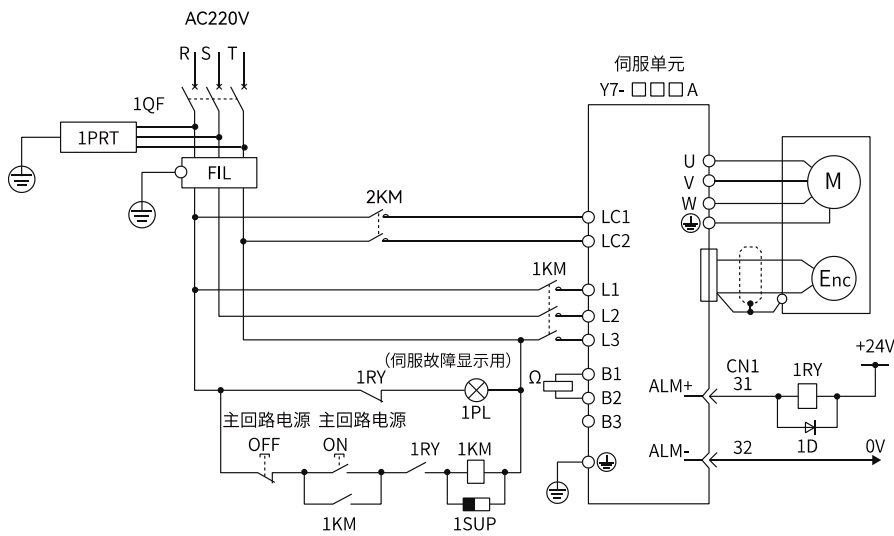 AC220V
R S T
伺服单元
Y7- □□□A
1QF
1PRT
FIL
U
V
W
M
2KM
LC1
LC2
Enc
1KM
L1
L2
L3
(伺服故障显示用)
+24V
1RY
Ω
B1
CN1
1RY
ALM+
31
1PL
B2
主回路电源 主回路电源
B3
OFF
ON
1RY
1KM
ALM-
32
1D
0V
1KM
1SUP